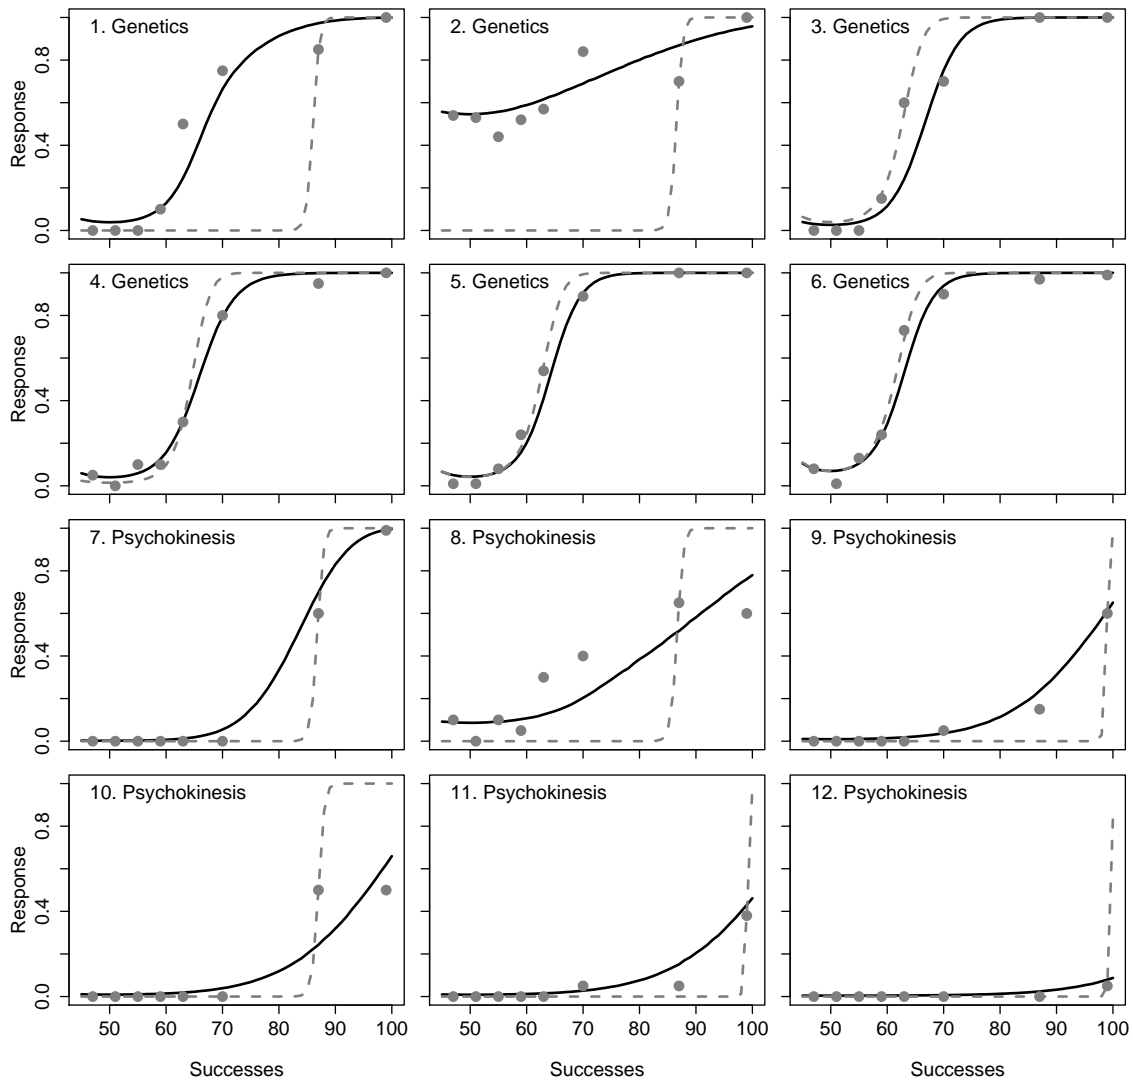 1. Genetics
2. Genetics
3. Genetics
Response
0.0 0.4 0.8
4. Genetics
5. Genetics
6. Genetics
Response
0.0 0.4 0.8
7. Psychokinesis
8. Psychokinesis
9. Psychokinesis
Response
0.0 0.4 0.8
10. Psychokinesis
11. Psychokinesis
12. Psychokinesis
Response
0.0 0.4 0.8
50 60 70 80 90 100
50 60 70 80 90 100
50 60 70 80 90 100
Successes
Successes
Successes